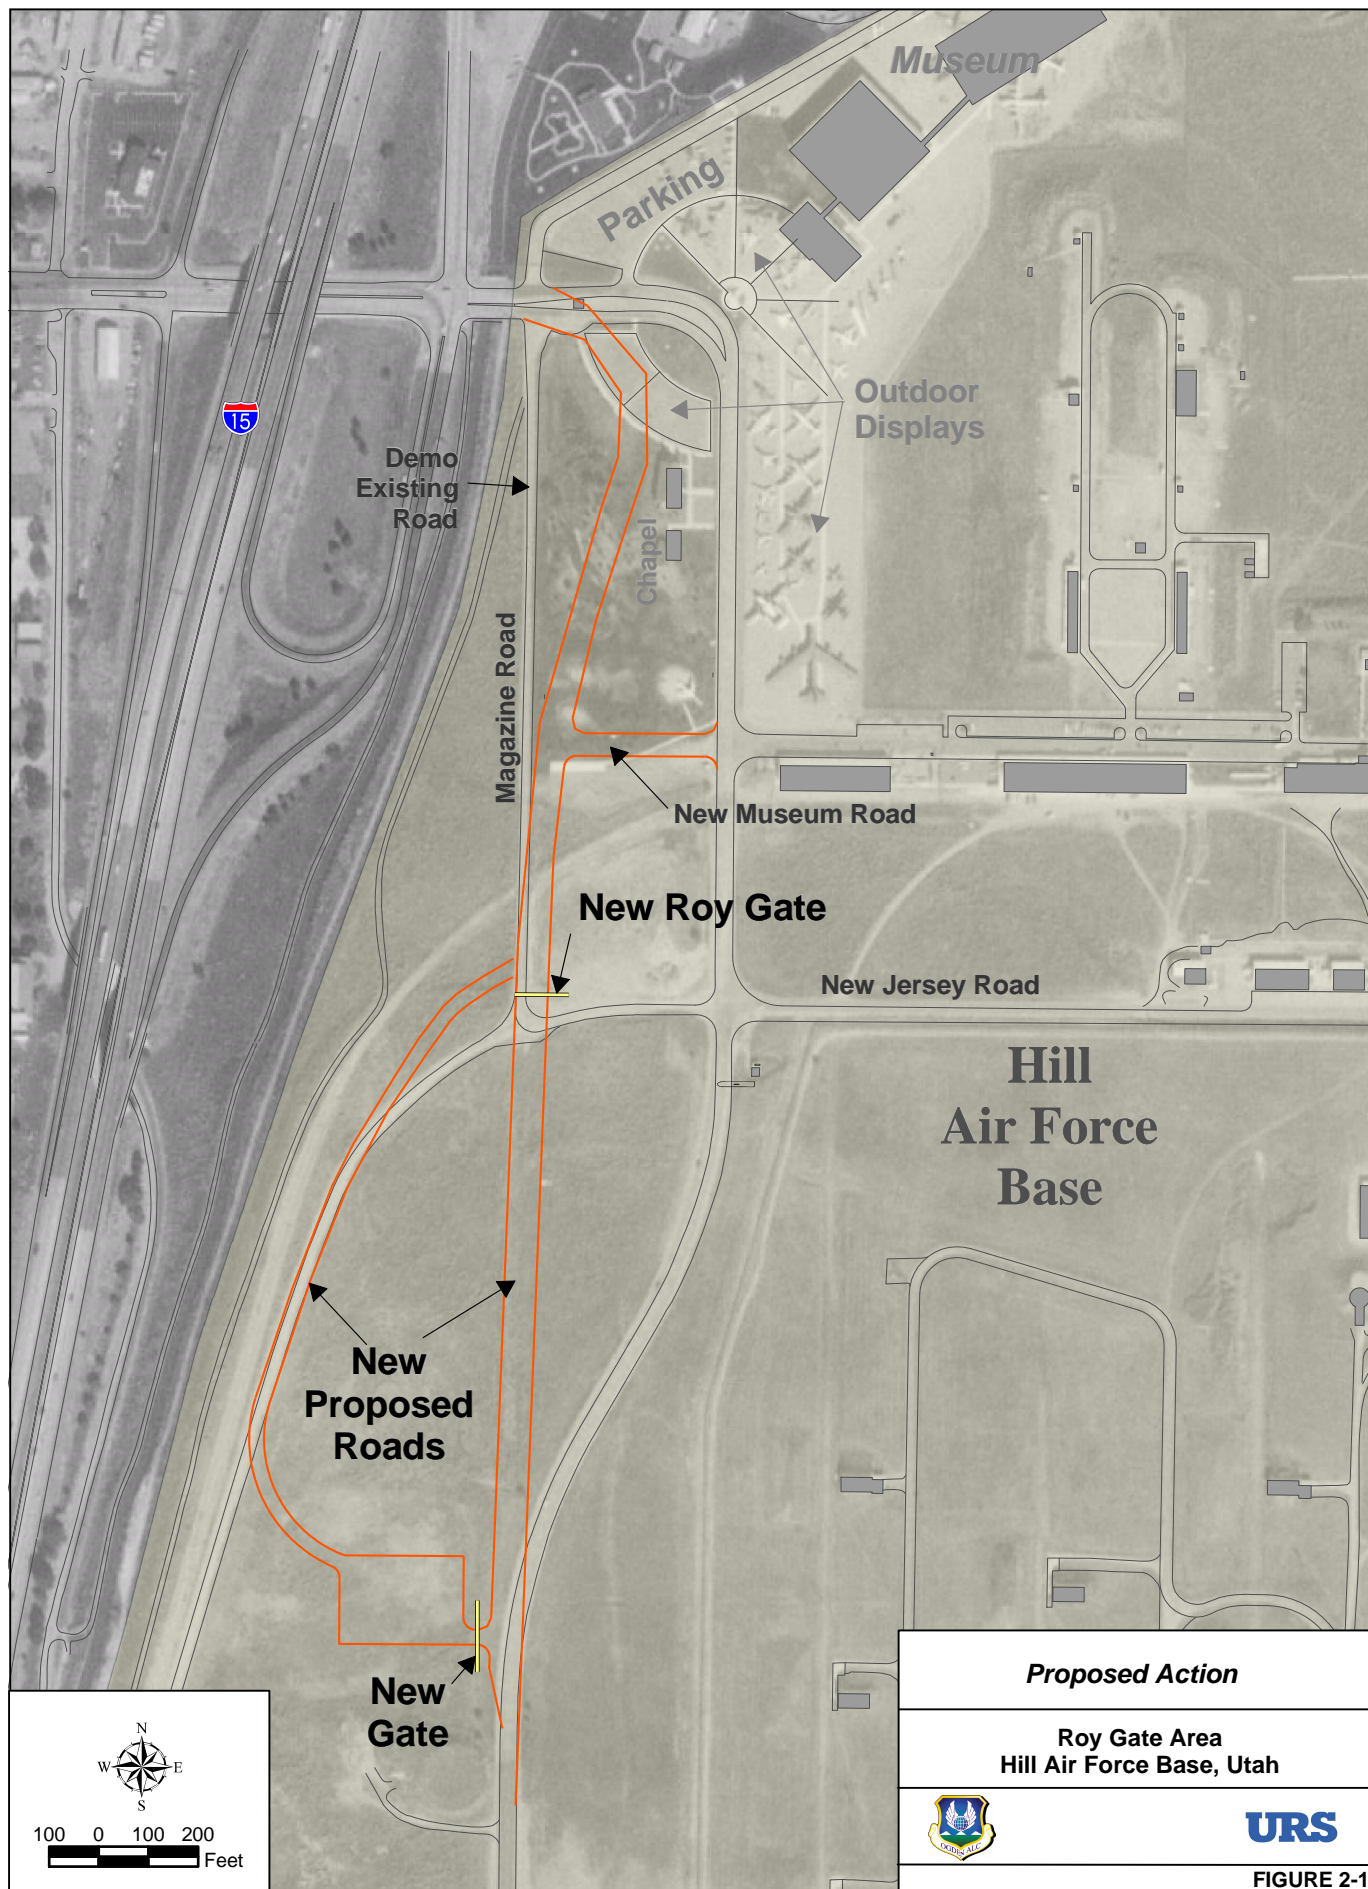 Museum
Parking
15
Outdoor
Displays
Demo
Existing
Road
Chapel
Magazine Road
New Museum Road
New Roy Gate
New Jersey Road
Hill
Air Force
Base
New
Proposed
Roads
New
Gate
N
W E
S
100 0 100 200
Feet
Proposed Action
Roy Gate Area
Hill Air Force Base, Utah
OGDEN ALC
URS
FIGURE 2-1